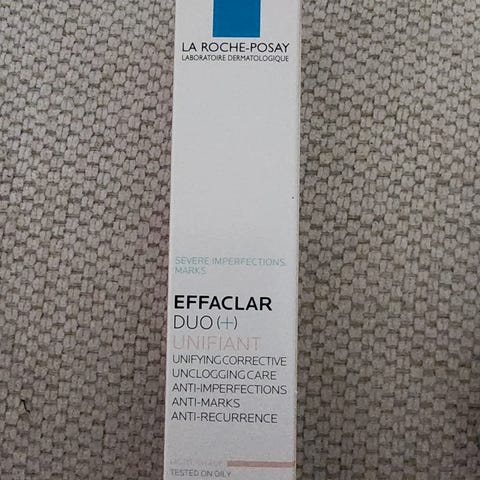 LA ROCHE-POSAY
LABORATOIRE DERMATOLOGIQUE
SEVERE IMPERFECTIONS.
MARKS
EFFACLAR
DUO (+)
UNIFIANT
UNIFYING CORRECTIVE
UNCLOGGING CARE
ANTI-IMPERFECTIONS
ANTI-MARKS
ANTI-RECURRENCE
TESTED ON OILY